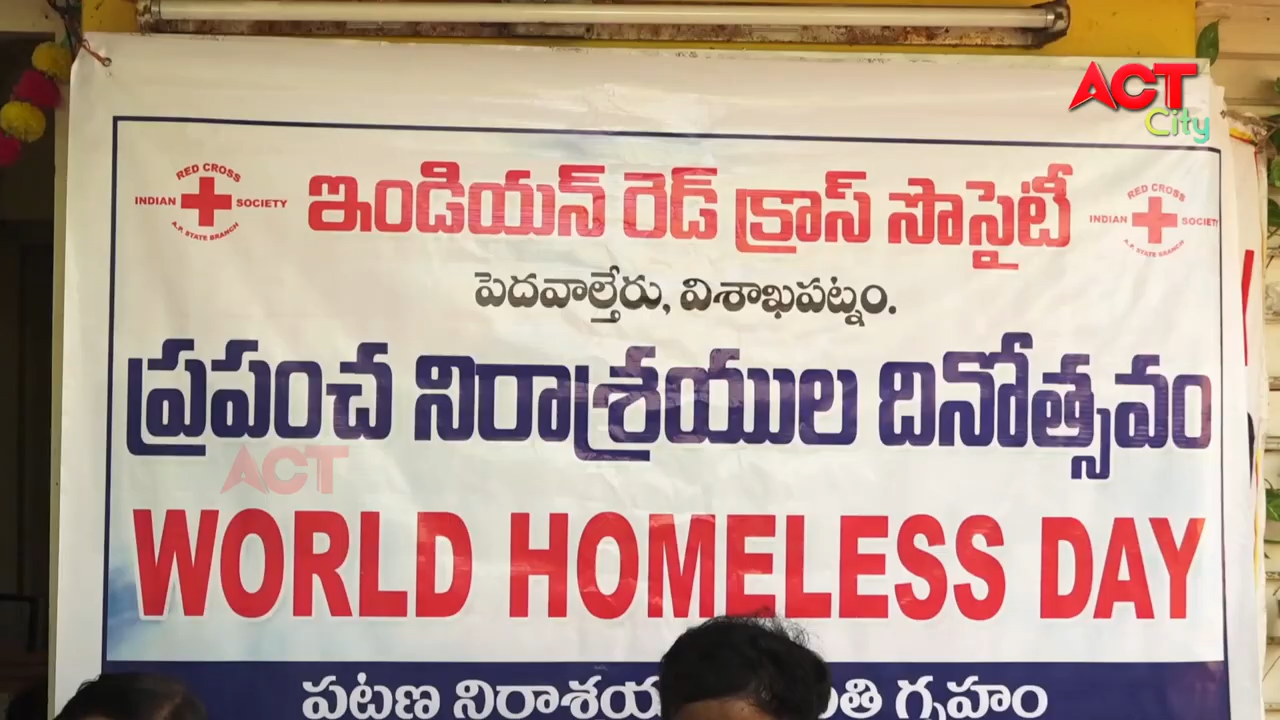 ACT
City
RED CROSS
INDIAN SOCIETY
A.P. STATE BRANCH
ఇండియన్ రెడ్ క్రాస్ సొసైటీ
RED CROSS
INDIAN SOCIETY
A.P. STATE BRANCH
పెదవాల్తేరు, విశాఖపట్నం.
ప్రపంచ నిరాశ్రయుల దినోత్సవం
ACT
WORLD HOMELESS DAY
పటణ నిరాశయ గృహం